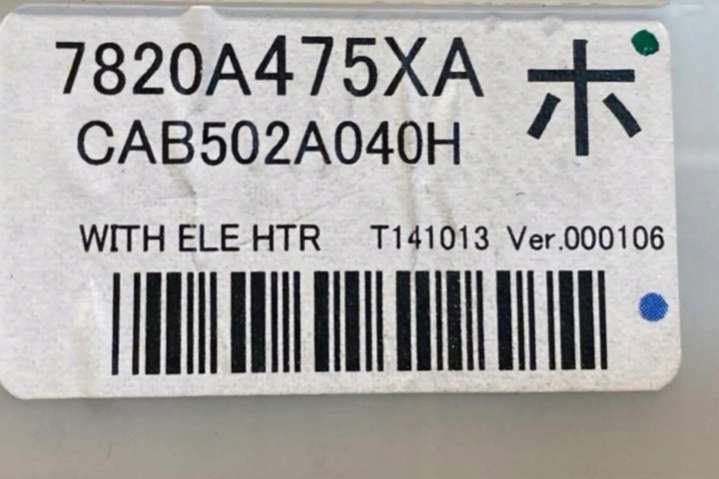 7820A475XA ホ
CAB502A040H
WITH ELE HTR T141013 Ver.000106